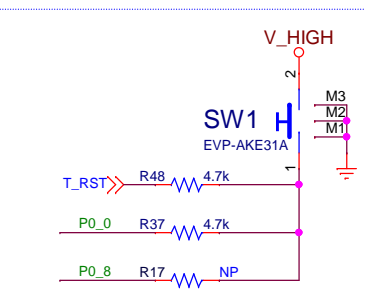 V_HIGH
2
M3
M2
M1
SW1
EVP-AKE31A
1
T_RST R48 4.7k
P0_0 R37 4.7k
P0_8 R17 NP